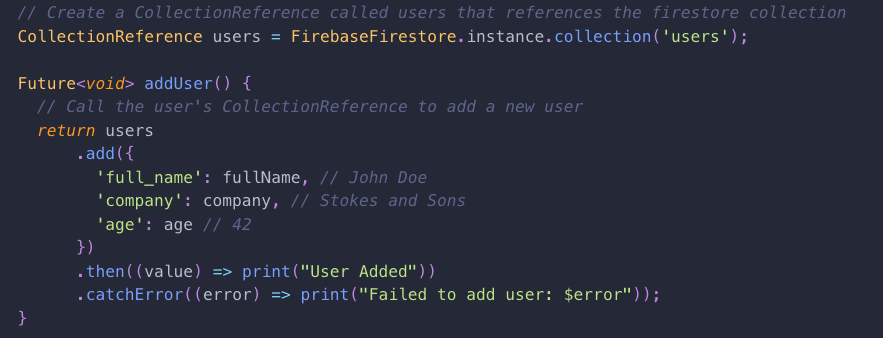 // Create a CollectionReference called users that references the firestore collection
CollectionReference users = FirebaseFirestore.instance.collection('users');

Future<void> addUser() {
  // Call the user's CollectionReference to add a new user
  return users
      .add({
        'full_name': fullName, // John Doe
        'company': company, // Stokes and Sons
        'age': age // 42
      })
      .then((value) => print("User Added"))
      .catchError((error) => print("Failed to add user: $error"));
}